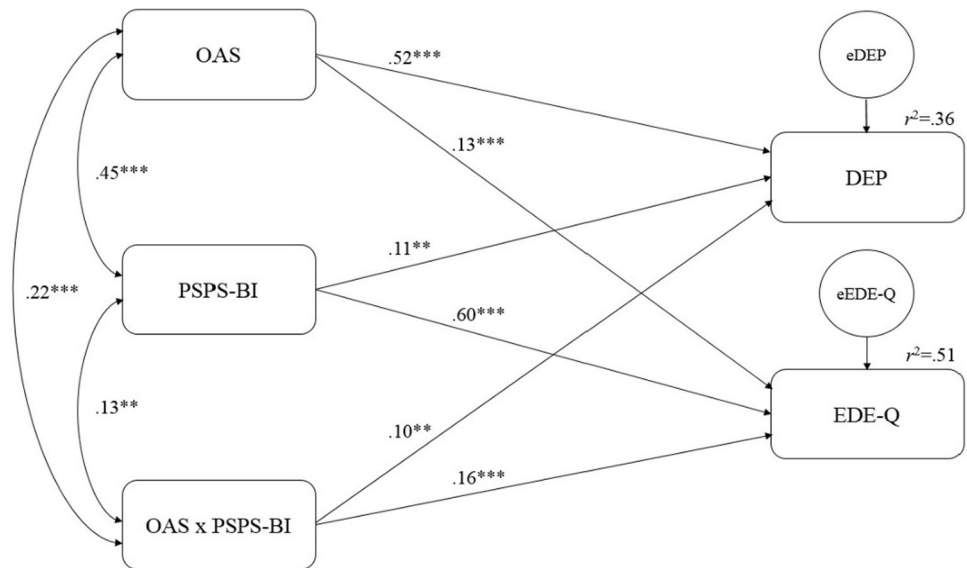 OAS
eDEP
.52***
r²=.36
.13***
DEP
.45***
.11**
PSPS-BI
eEDE-Q
.22***
.60***
r²=.51
.13**
EDE-Q
.10**
.16***
OAS x PSPS-BI